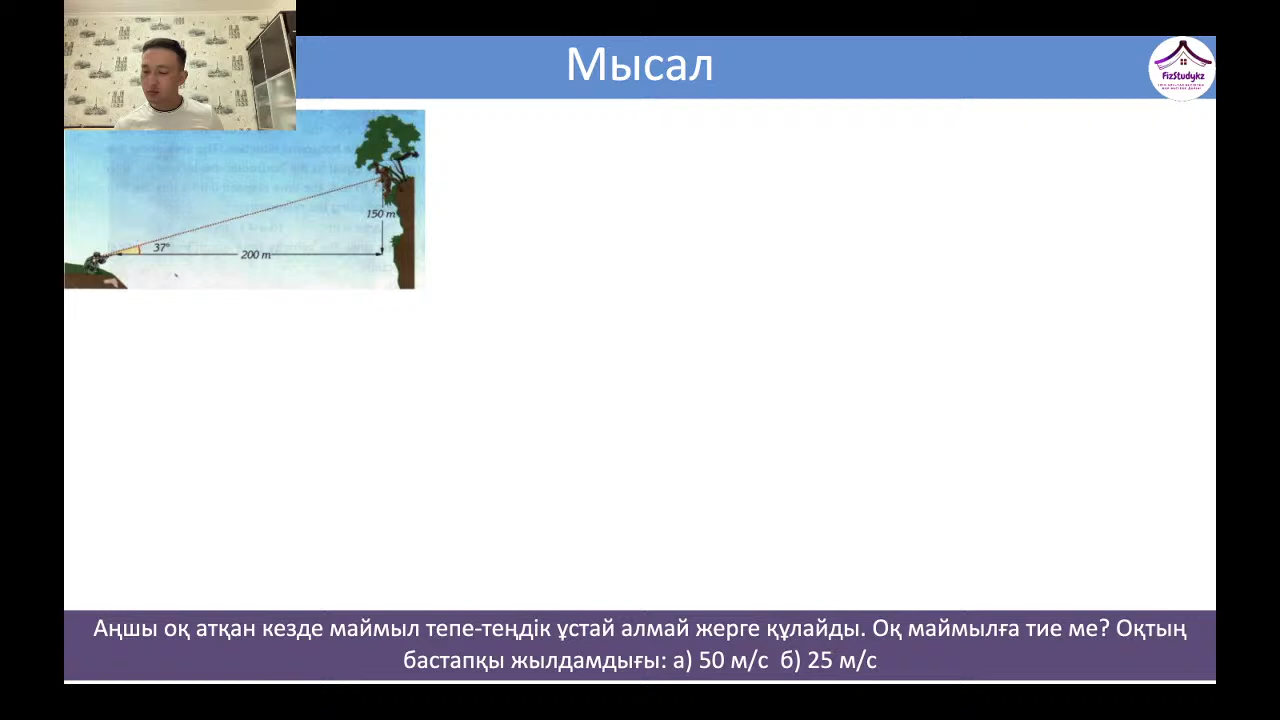 Мысал
FizStudykz
150 m
37°
200 m
Аңшы оқ атқан кезде маймыл тепе-теңдік ұстай алмай жерге құлайды. Оқ маймылға тие ме? Оқтың
бастапқы жылдамдығы: а) 50 м/с б) 25 м/с